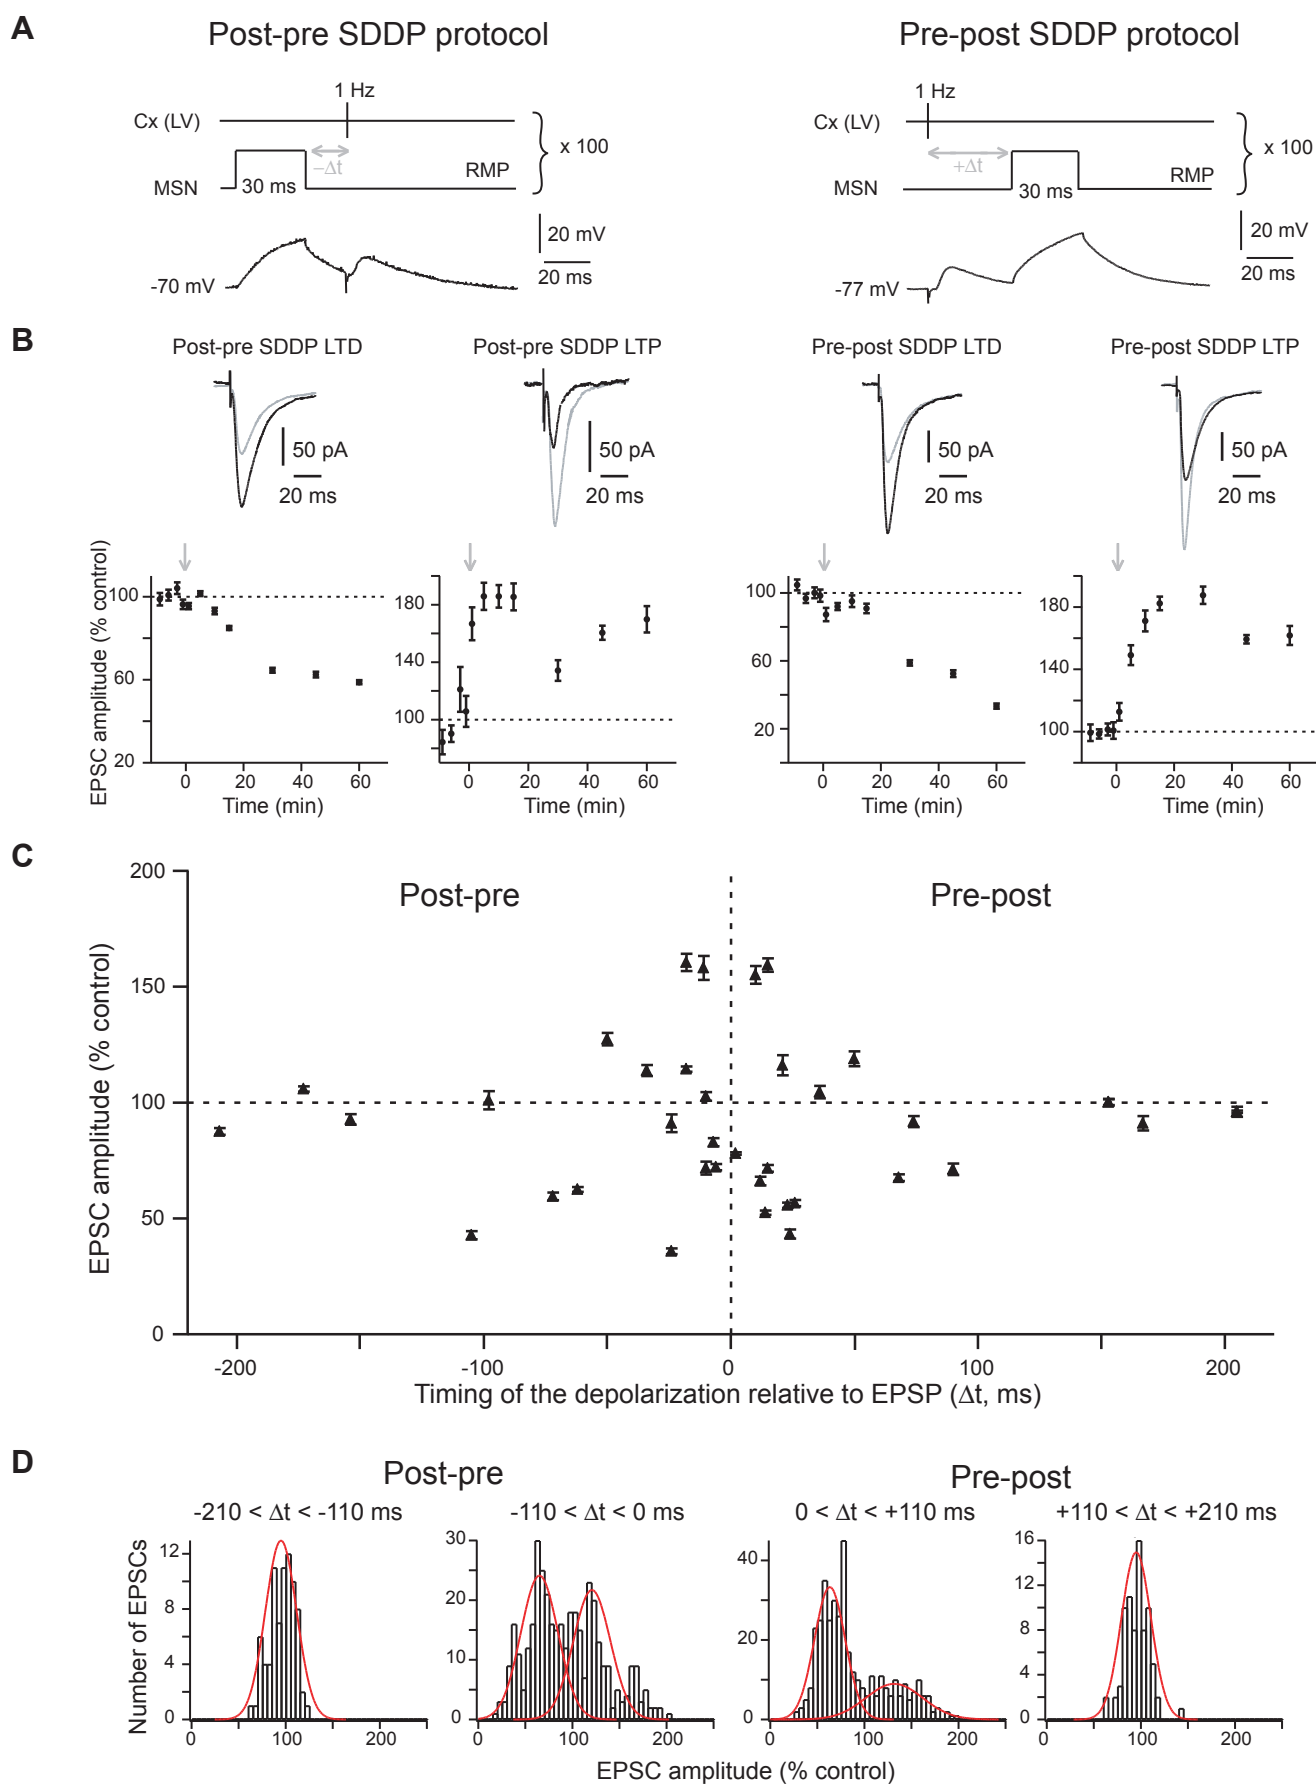 A
Post-pre SDDP protocol
Pre-post SDDP protocol
1 Hz
Cx (LV)
−Δt
x 100
MSN
30 ms
RMP
20 mV
20 ms
-70 mV
1 Hz
Cx (LV)
+Δt
x 100
MSN
30 ms
RMP
20 mV
20 ms
-77 mV
B
Post-pre SDDP LTD
Post-pre SDDP LTP
Pre-post SDDP LTD
Pre-post SDDP LTP
50 pA
20 ms
50 pA
20 ms
50 pA
20 ms
50 pA
20 ms
EPSC amplitude (% control)
100
60
20
0 20 40 60
Time (min)
180
140
100
0 20 40 60
Time (min)
100
60
20
0 20 40 60
Time (min)
180
140
100
0 20 40 60
Time (min)
C
Post-pre
Pre-post
EPSC amplitude (% control)
200
150
100
50
0
-200 -100 0 100 200
Timing of the depolarization relative to EPSP (Δt, ms)
D
Post-pre
Pre-post
-210 < Δt < -110 ms
-110 < Δt < 0 ms
0 < Δt < +110 ms
+110 < Δt < +210 ms
Number of EPSCs
12
8
4
0
0 100 200
30
20
10
0
0 100 200
40
20
0
0 100 200
16
12
8
4
0
0 100 200
EPSC amplitude (% control)